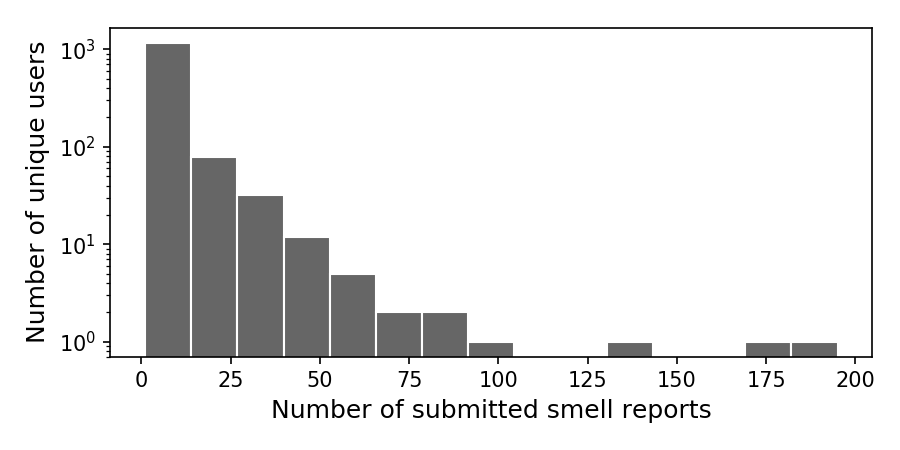 Number of unique users
10³
10²
10¹
10⁰
0 25 50 75 100 125 150 175 200
Number of submitted smell reports